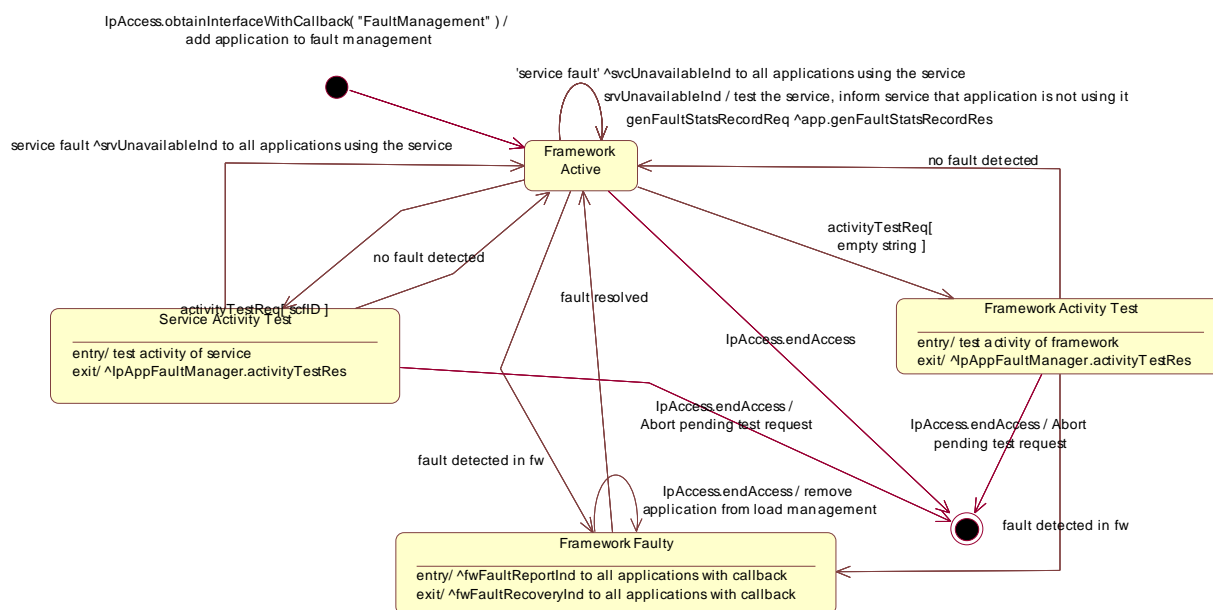 IpAccess.obtainInterfaceWithCallback( "FaultManagement" ) /
add application to fault management
'service fault' ^svcUnavailableInd to all applications using the service
srvUnavailableInd / test the service, inform service that application is not using it
genFaultStatsRecordReq ^app.genFaultStatsRecordRes
service fault ^srvUnavailableInd to all applications using the service
Framework
Active
no fault detected
activityTestReq[
empty string ]
no fault detected
fault resolved
activityTestReq[ scfID ]
Service Activity Test
entry/ test activity of service
exit/ ^IpAppFaultManager.activityTestRes
Framework Activity Test
entry/ test activity of framework
exit/ ^IpAppFaultManager.activityTestRes
IpAccess.endAccess
IpAccess.endAccess /
Abort pending test request
IpAccess.endAccess / Abort
pending test request
fault detected in fw
IpAccess.endAccess / remove
application from load management
fault detected in fw
Framework Faulty
entry/ ^fwFaultReportInd to all applications with callback
exit/ ^fwFaultRecoveryInd to all applications with callback